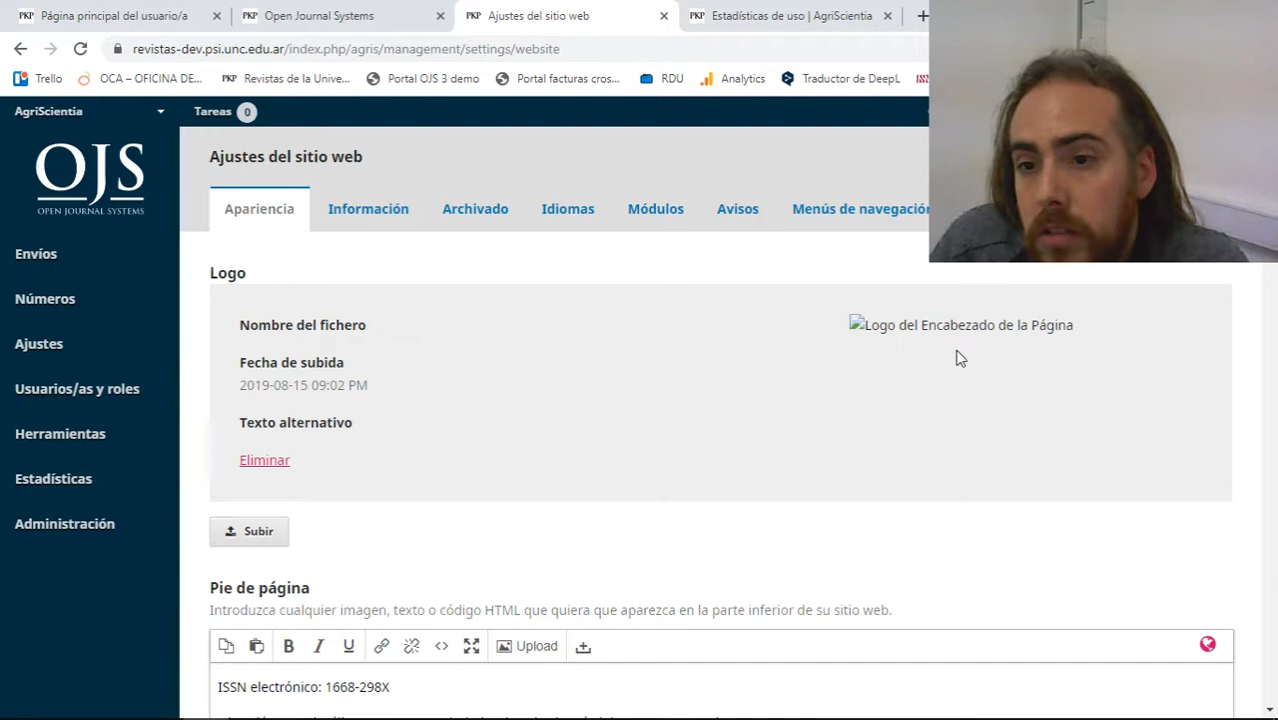 Página principal del usuario/a
Open Journal Systems
Ajustes del sitio web
Estadísticas de uso | AgriScientia
revistas-dev.psi.unc.edu.ar/index.php/agris/management/settings/website
Trello
OCA – OFICINA DE...
Revistas de la Unive...
Portal OJS 3 demo
Portal facturas cros...
RDU
Analytics
Traductor de DeepL
AgriScientia
Tareas 0
OJS
OPEN JOURNAL SYSTEMS
Envíos
Números
Ajustes
Usuarios/as y roles
Herramientas
Estadísticas
Administración
Ajustes del sitio web
Apariencia
Información
Archivado
Idiomas
Módulos
Avisos
Menús de navegación
Logo
Nombre del fichero
Logo del Encabezado de la Página
Fecha de subida
2019-08-15 09:02 PM
Texto alternativo
Eliminar
Subir
Pie de página
Introduzca cualquier imagen, texto o código HTML que quiera que aparezca en la parte inferior de su sitio web.
B I U Upload
ISSN electrónico: 1668-298X